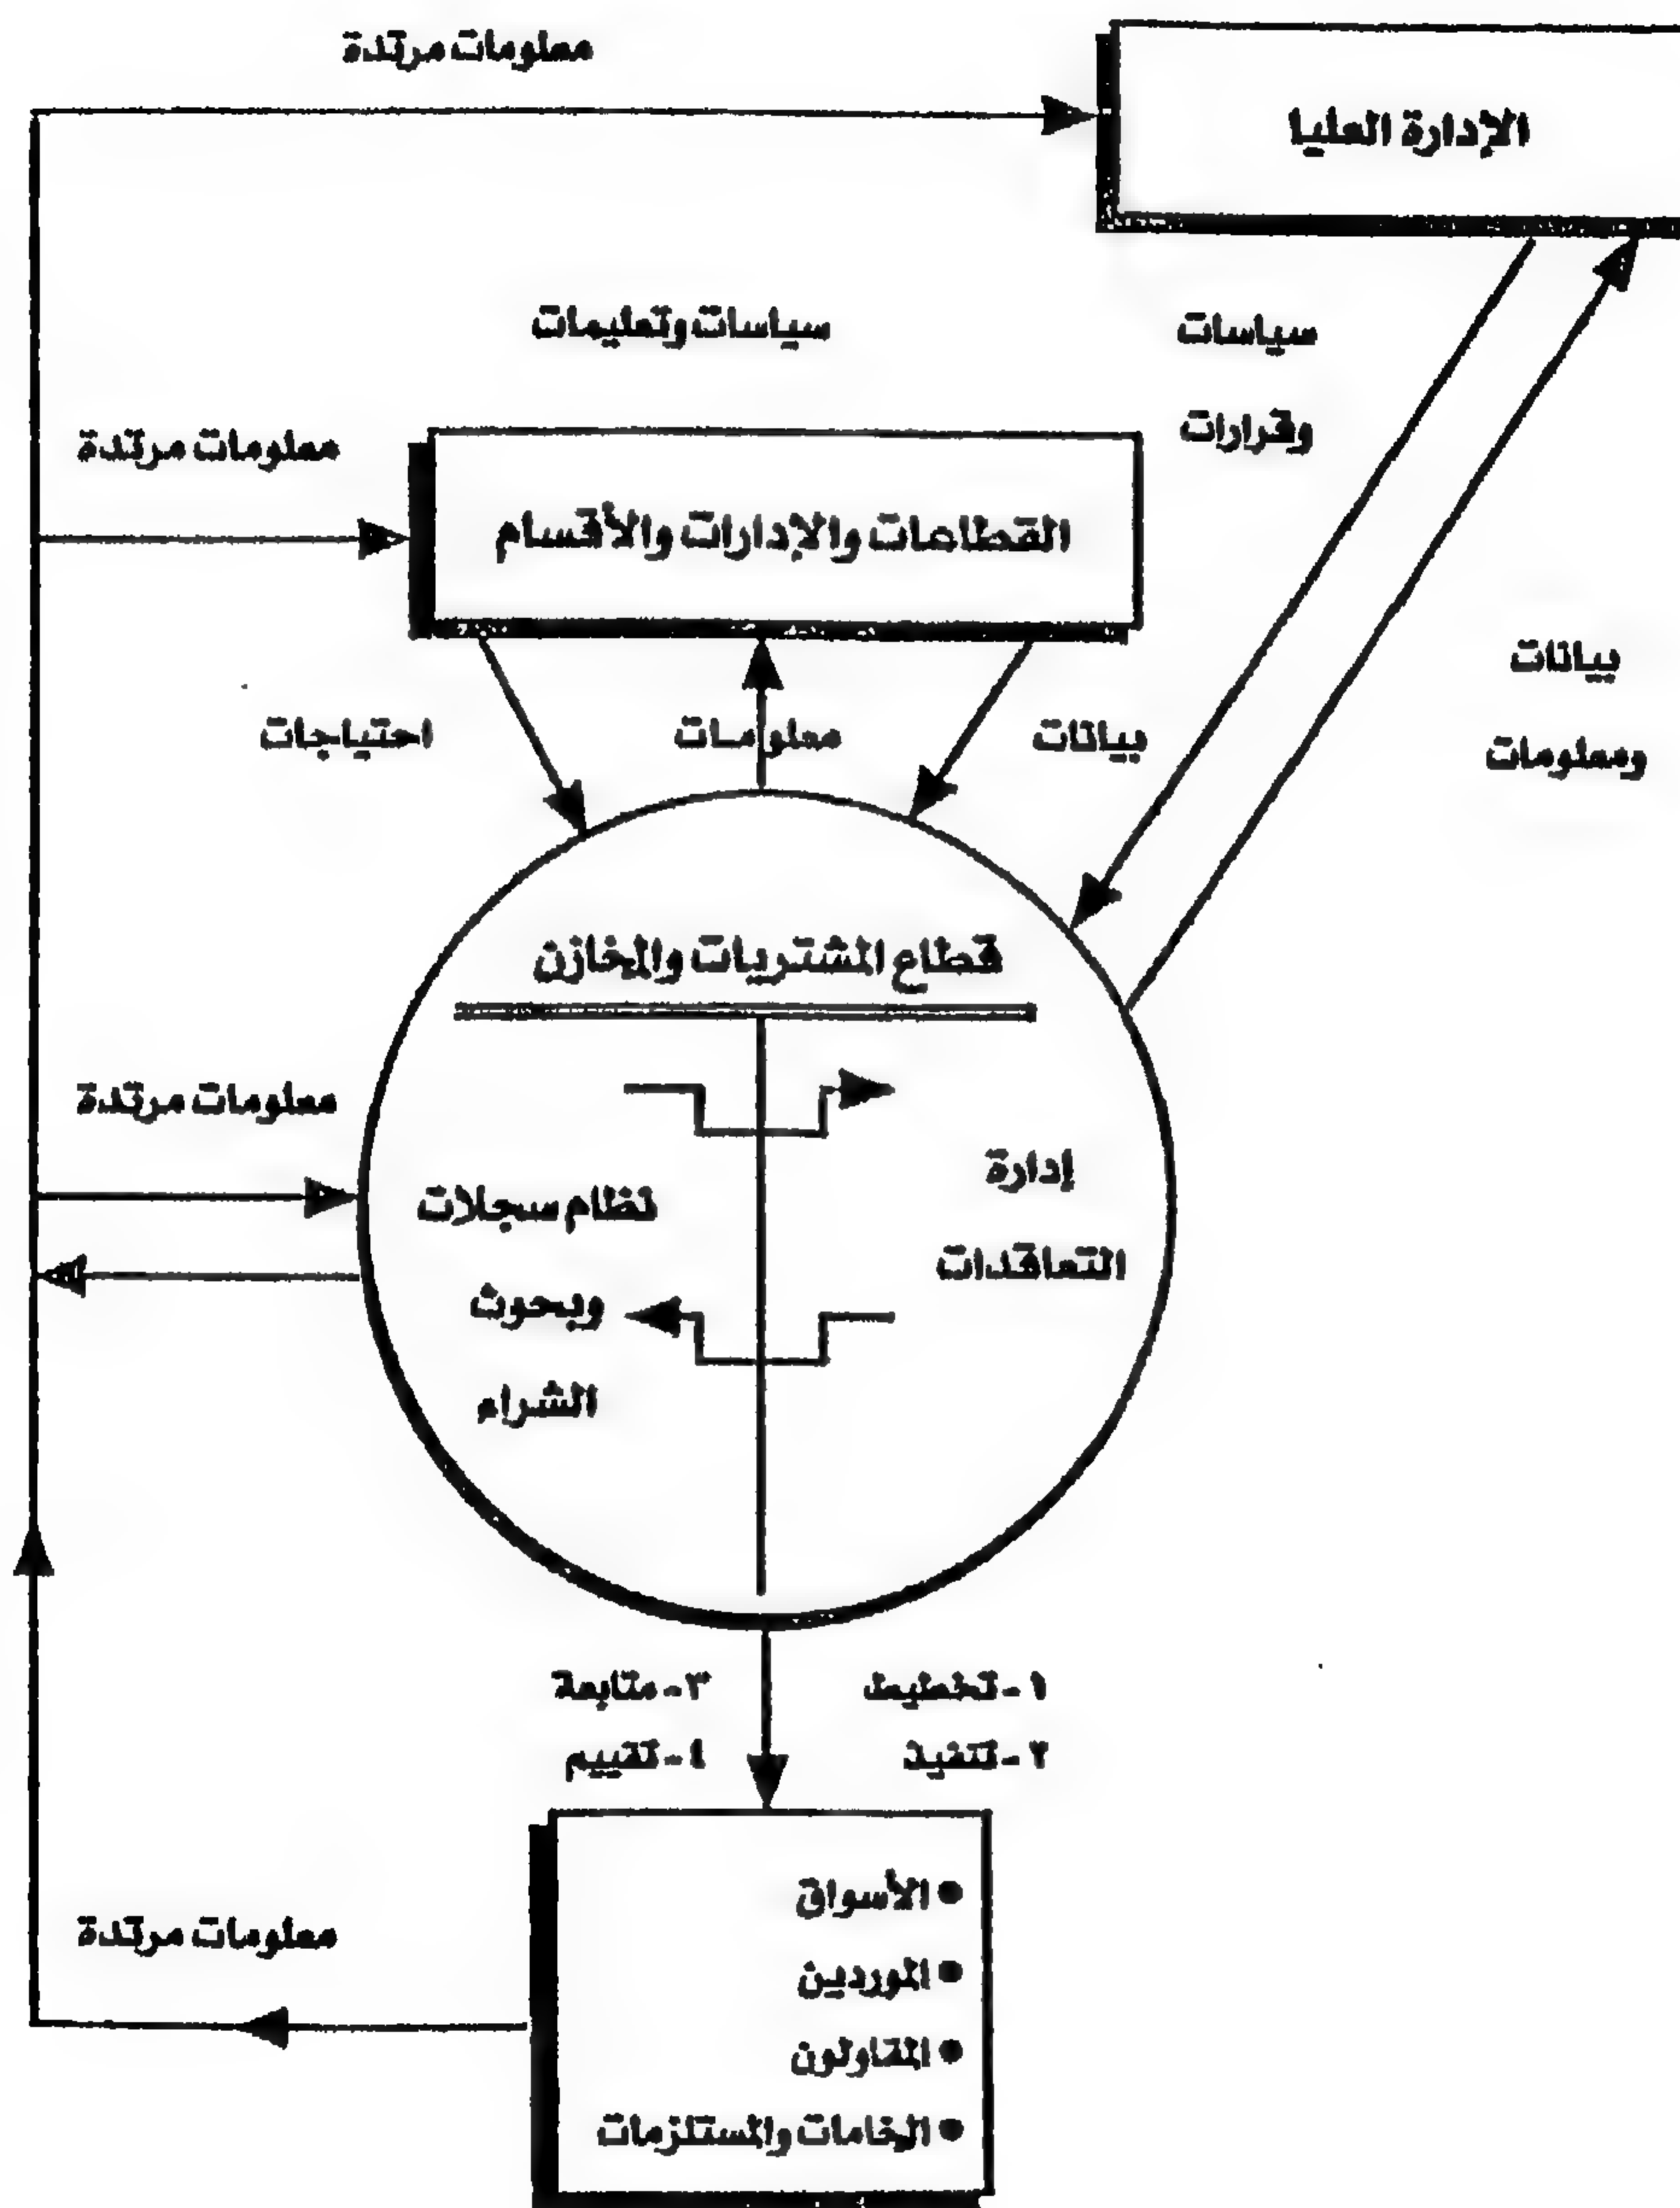 معلومات مرتدة
الإدارة العليا
سياسات وتعليمات
سياسات
وقرارات
معلومات مرتدة
القطاعات والإدارات والأقسام
بيانات
ومعلومات
بيانات
معلومات
احتياجات
قطاع المشتريات والمخازن
معلومات مرتدة
إدارة
التعاقدات
نظام سجلات
وبحوث
الشراء
١- تخطيط
٢- تنفيذ
٣- متابعة
٤- تقييم
• الأسواق
• الموردين
• المقاولون
• الخامات والمستلزمات
معلومات مرتدة